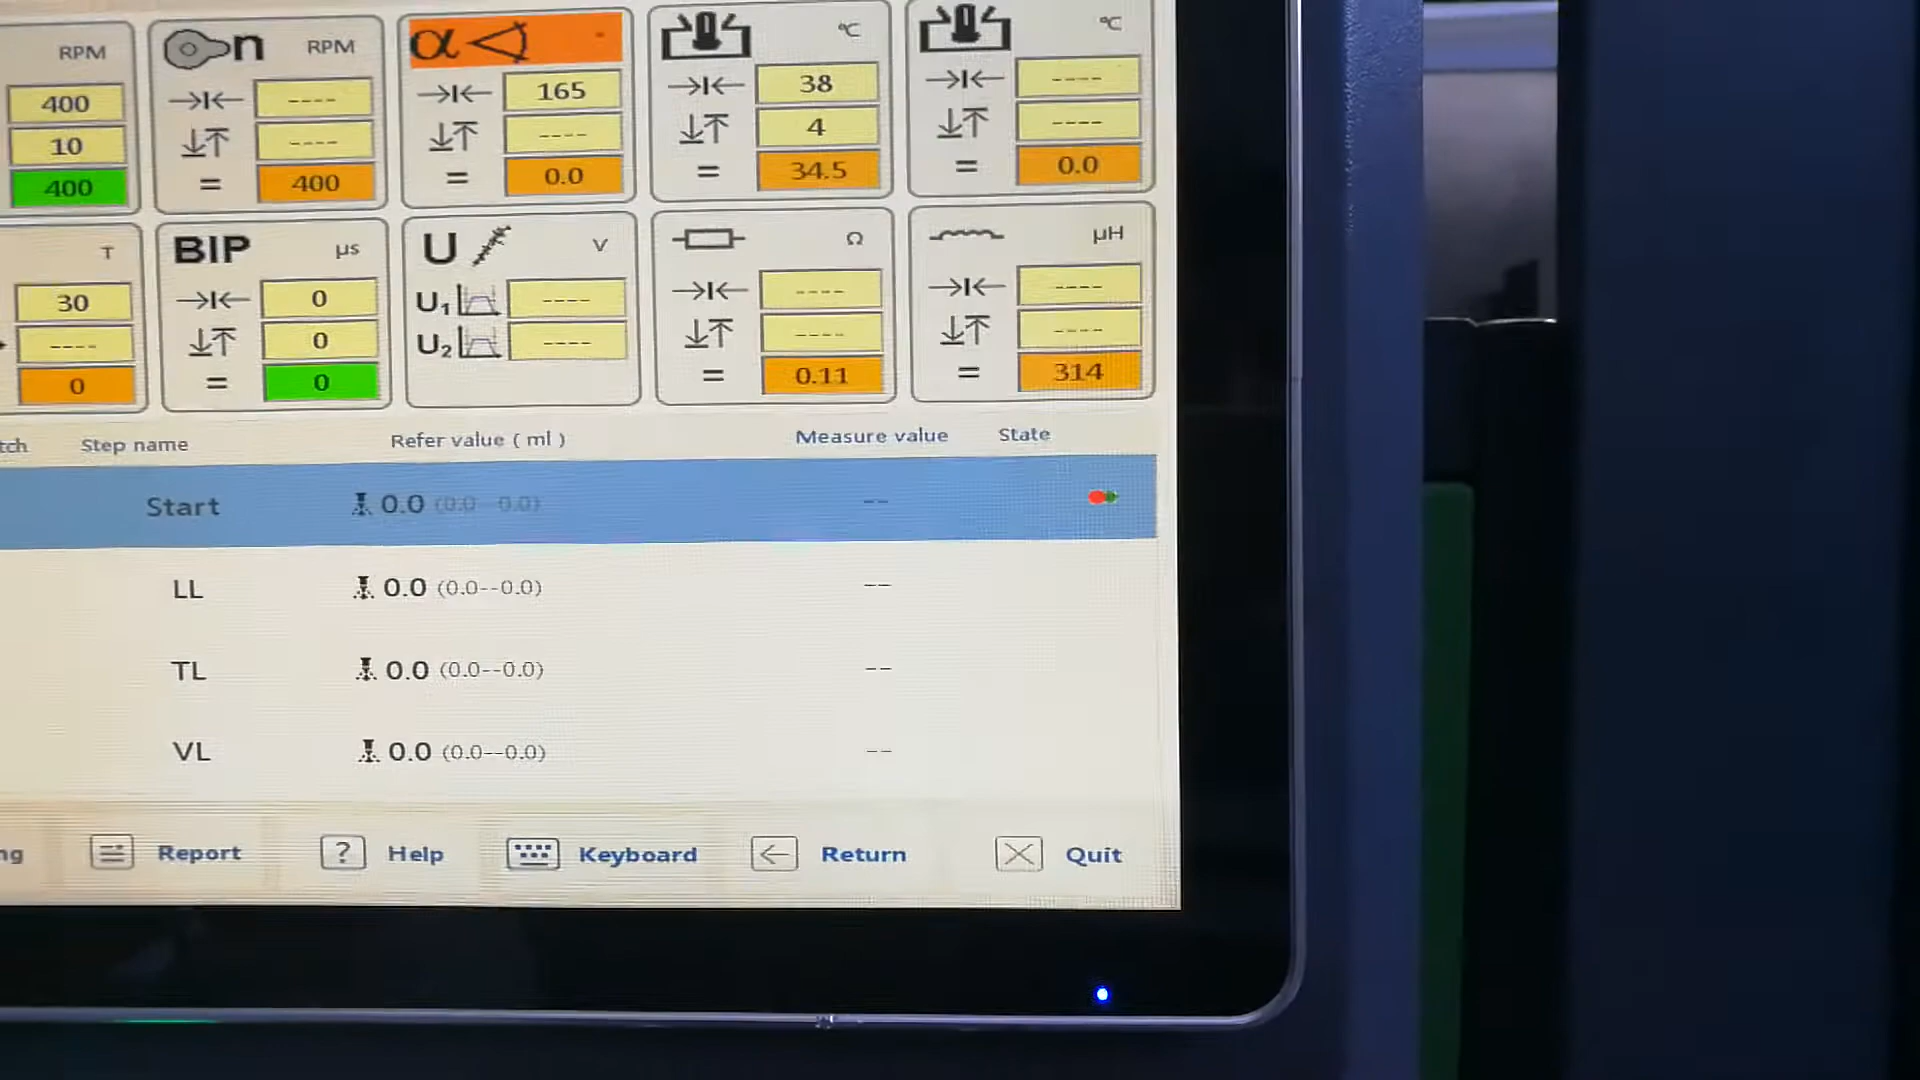 RPM
400
10
400
n RPM
----
----
= 400
α
165
----
= 0.0
°C
38
4
= 34.5
°C
----
----
= 0.0
T
30
----
0
BIP µs
0
0
= 0
U V
U1 ----
U2 ----
Ω
----
----
= 0.11
µH
----
----
= 314
tch Step name Refer value ( ml ) Measure value State
Start 0.0 (0.0--0.0) --
LL 0.0 (0.0--0.0) --
TL 0.0 (0.0--0.0) --
VL 0.0 (0.0--0.0) --
ng Report ? Help Keyboard Return Quit